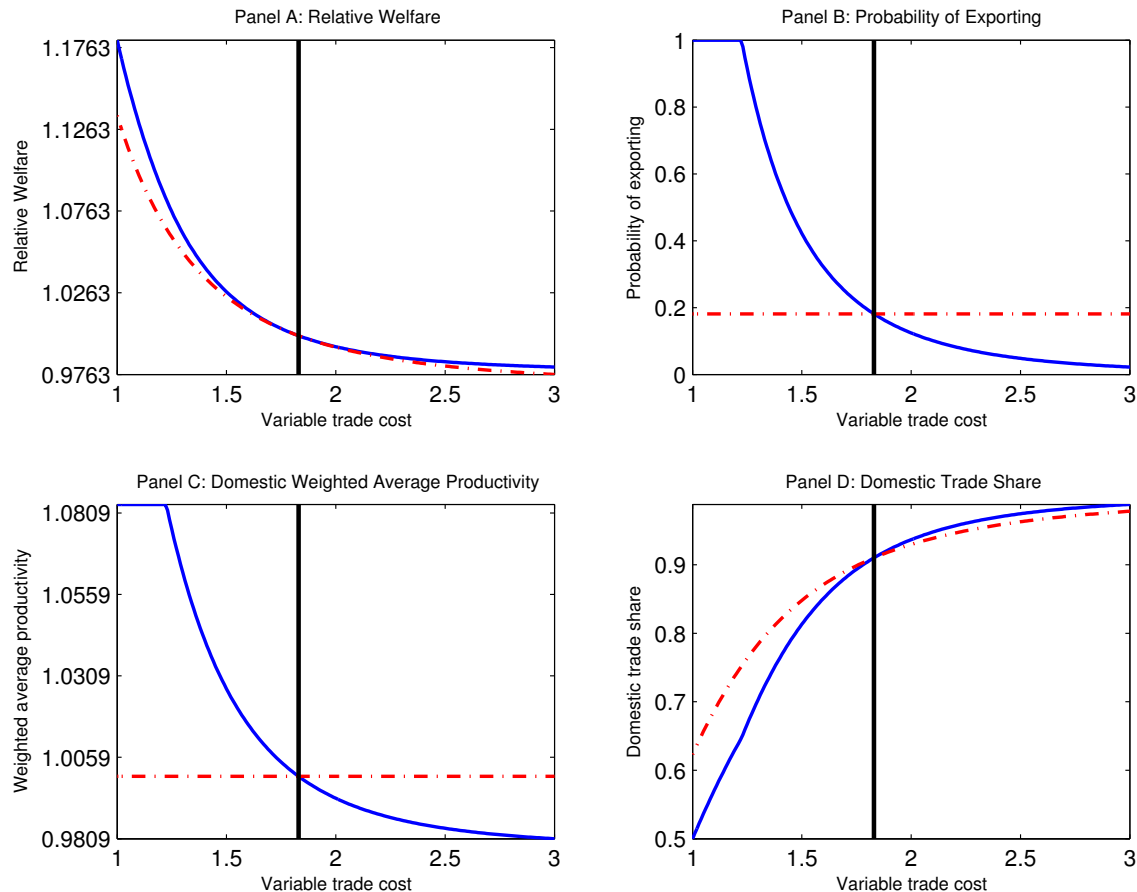 Panel A: Relative Welfare
1.1763
1.1263
1.0763
1.0263
0.9763
Relative Welfare
1 1.5 2 2.5 3
Variable trade cost
Panel B: Probability of Exporting
1
0.8
0.6
0.4
0.2
0
Probability of exporting
1 1.5 2 2.5 3
Variable trade cost
Panel C: Domestic Weighted Average Productivity
1.0809
1.0559
1.0309
1.0059
0.9809
Weighted average productivity
1 1.5 2 2.5 3
Variable trade cost
Panel D: Domestic Trade Share
0.9
0.8
0.7
0.6
0.5
Domestic trade share
1 1.5 2 2.5 3
Variable trade cost